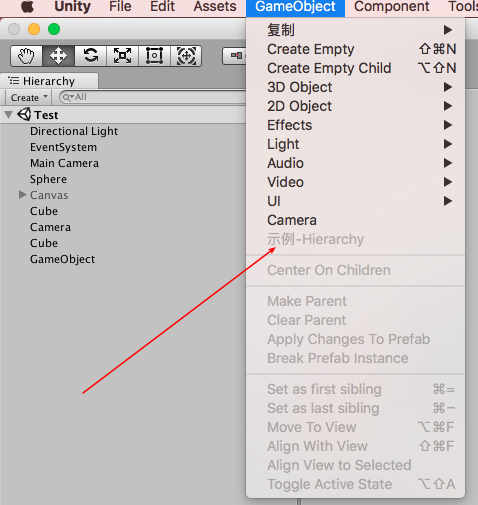 Unity File Edit Assets GameObject Component Tools
Hierarchy
Create All
Test
Directional Light
EventSystem
Main Camera
Sphere
Canvas
Cube
Camera
Cube
GameObject
复制
Create Empty ⇧⌘N
Create Empty Child ⌥⇧N
3D Object
2D Object
Effects
Light
Audio
Video
UI
Camera
示例-Hierarchy
Center On Children
Make Parent
Clear Parent
Apply Changes To Prefab
Break Prefab Instance
Set as first sibling ⌘=
Set as last sibling ⌘−
Move To View ⌥⌘F
Align With View ⇧⌘F
Align View to Selected
Toggle Active State ⌥⇧A